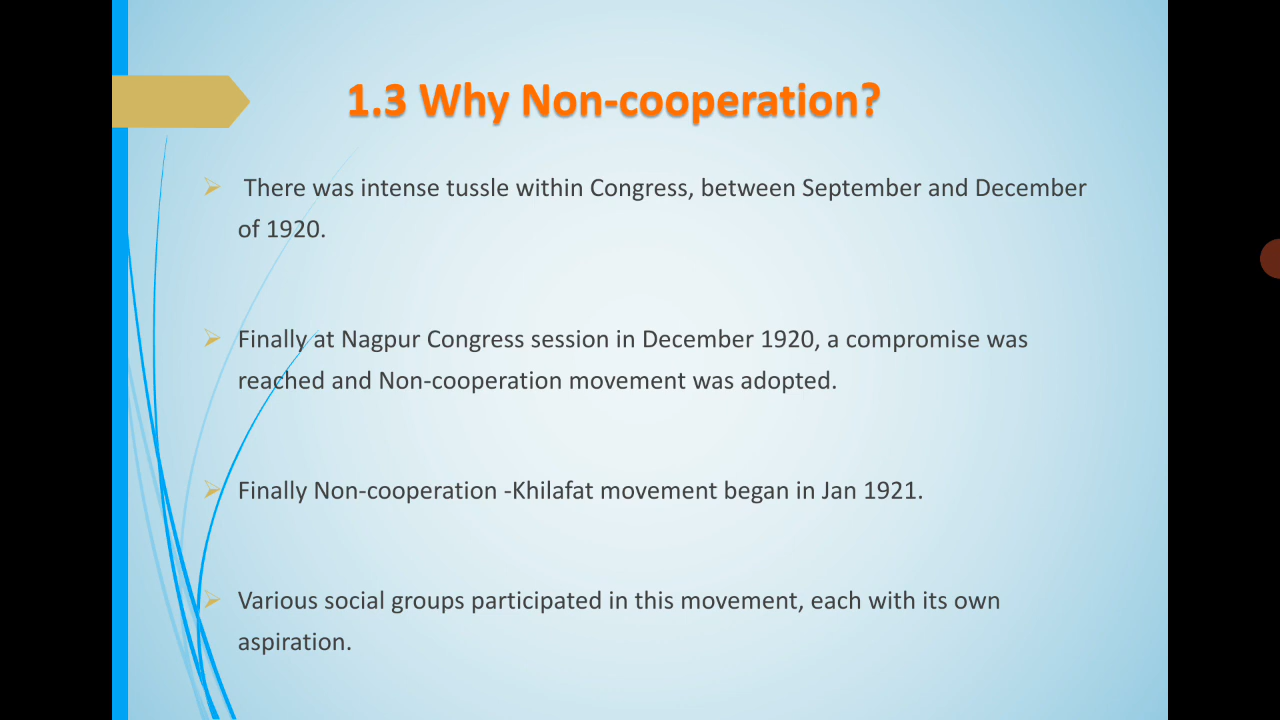 1.3 Why Non-cooperation?
There was intense tussle within Congress, between September and December
of 1920.
Finally at Nagpur Congress session in December 1920, a compromise was
reached and Non-cooperation movement was adopted.
Finally Non-cooperation -Khilafat movement began in Jan 1921.
Various social groups participated in this movement, each with its own
aspiration.